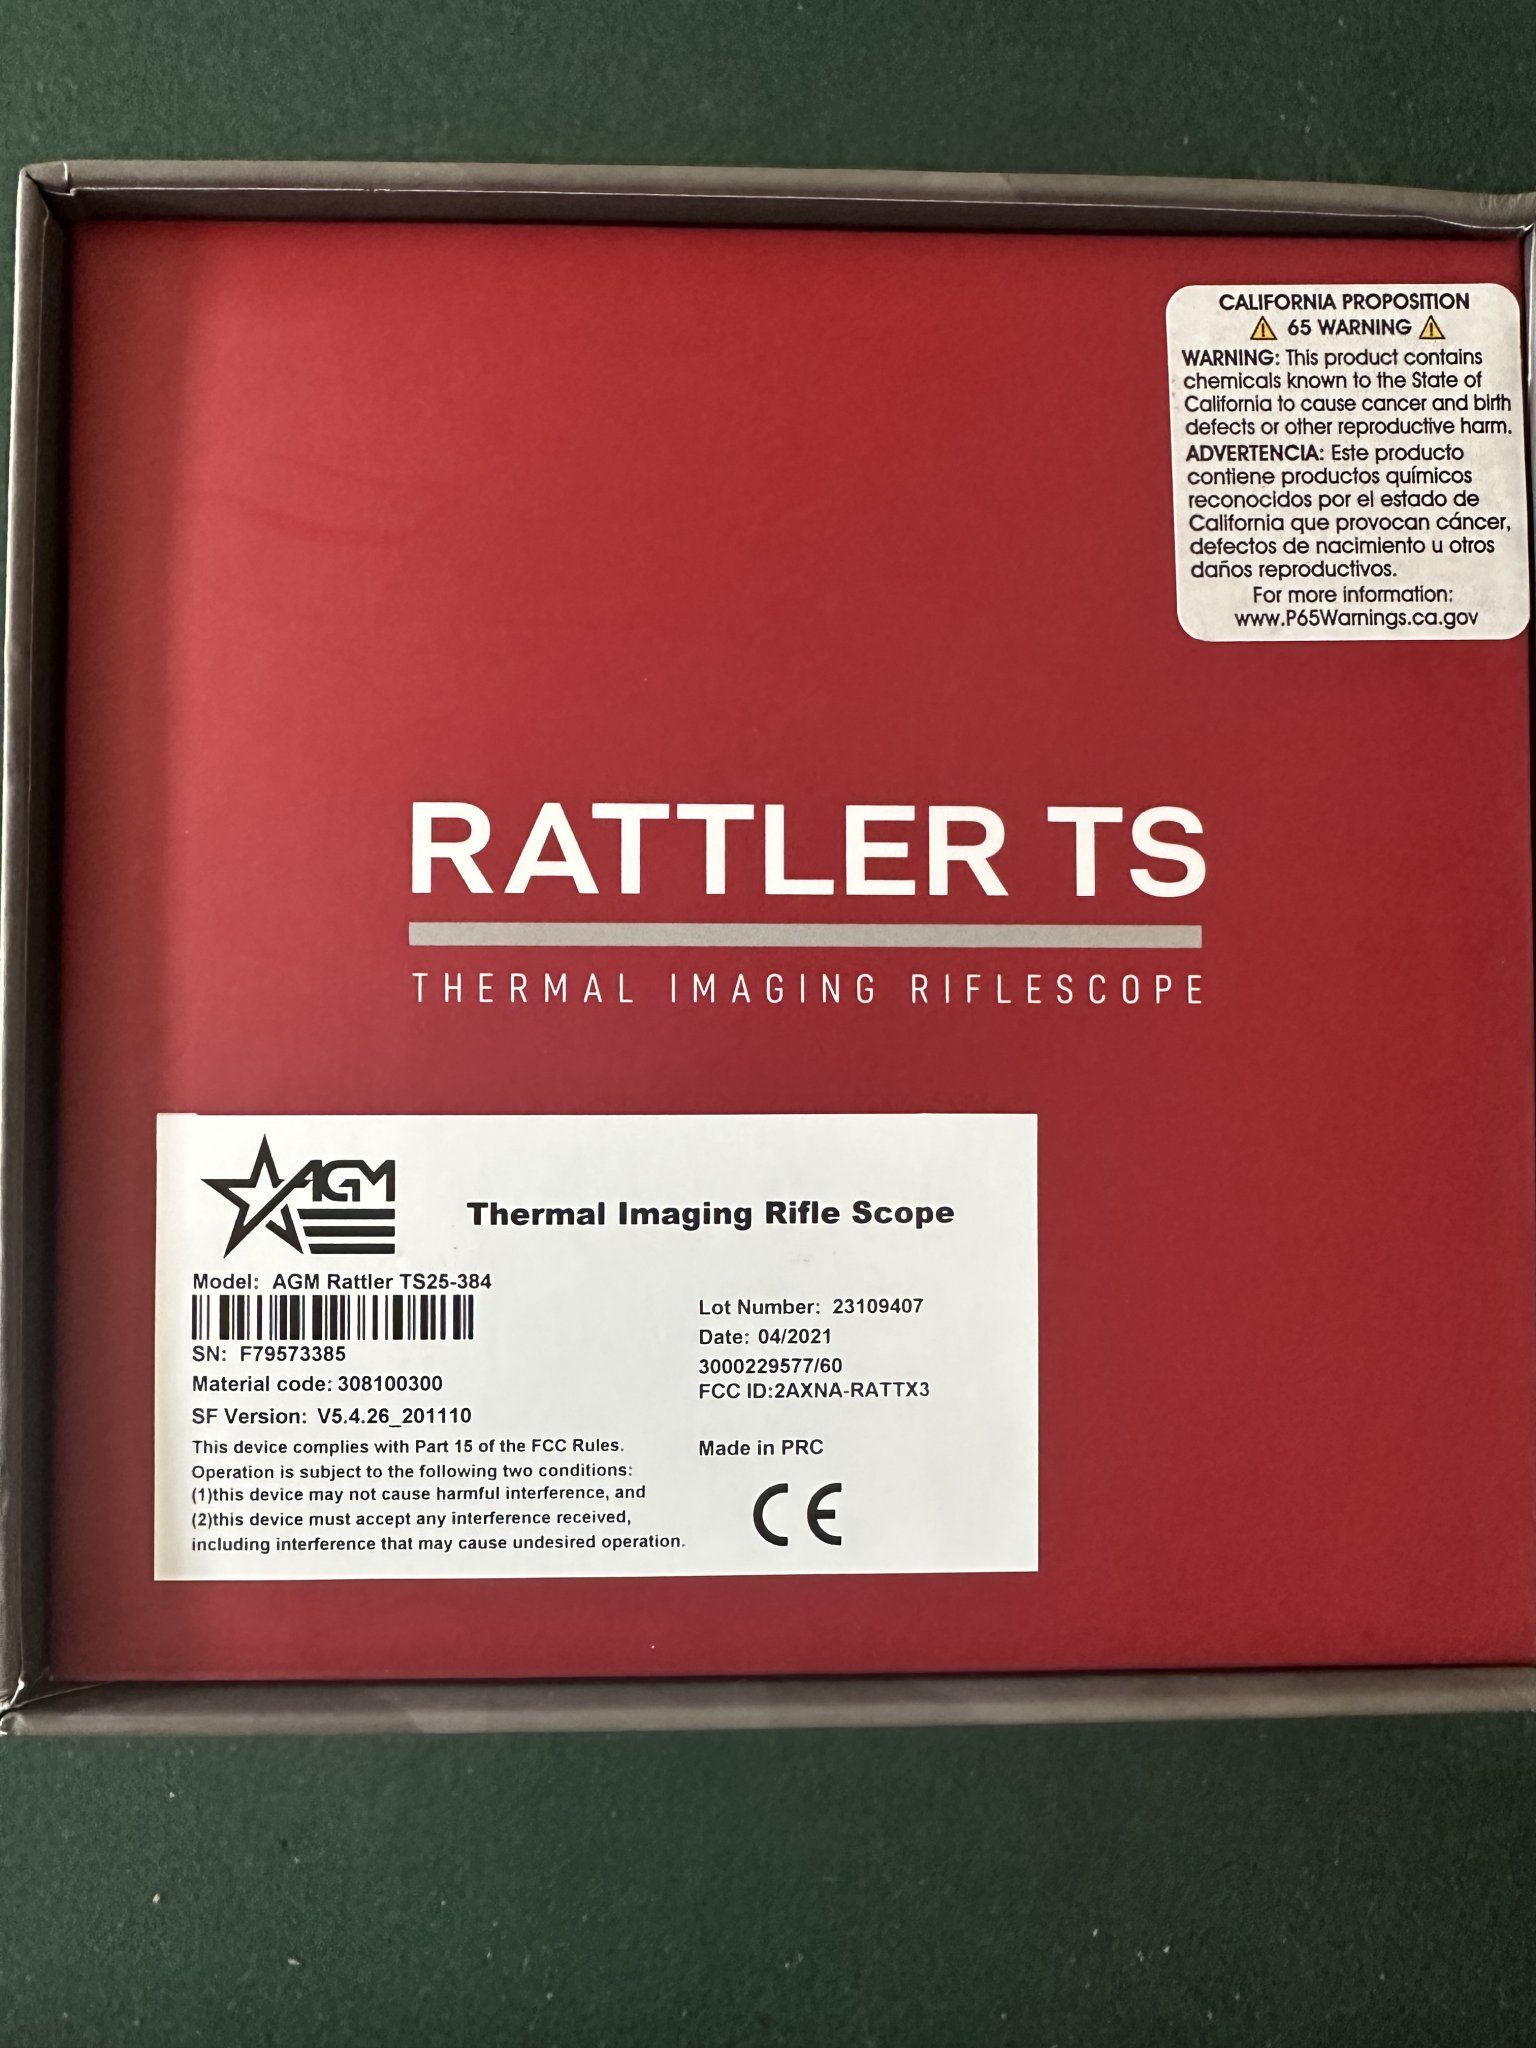 CALIFORNIA PROPOSITION
65 WARNING
WARNING: This product contains
chemicals known to the State of
California to cause cancer and birth
defects or other reproductive harm.
ADVERTENCIA: Este producto
contiene productos químicos
reconocidos por el estado de
California que provocan cáncer,
defectos de nacimiento u otros
daños reproductivos.
For more information:
www.P65Warnings.ca.gov
RATTLER TS
THERMAL IMAGING RIFLESCOPE
AGM
Thermal Imaging Rifle Scope
Model: AGM Rattler TS25-384
SN: F79573385
Material code: 308100300
SF Version: V5.4.26_201110
This device complies with Part 15 of the FCC Rules.
Operation is subject to the following two conditions:
(1)this device may not cause harmful interference, and
(2)this device must accept any interference received,
including interference that may cause undesired operation.
Lot Number: 23109407
Date: 04/2021
3000229577/60
FCC ID:2AXNA-RATTX3
Made in PRC
CE